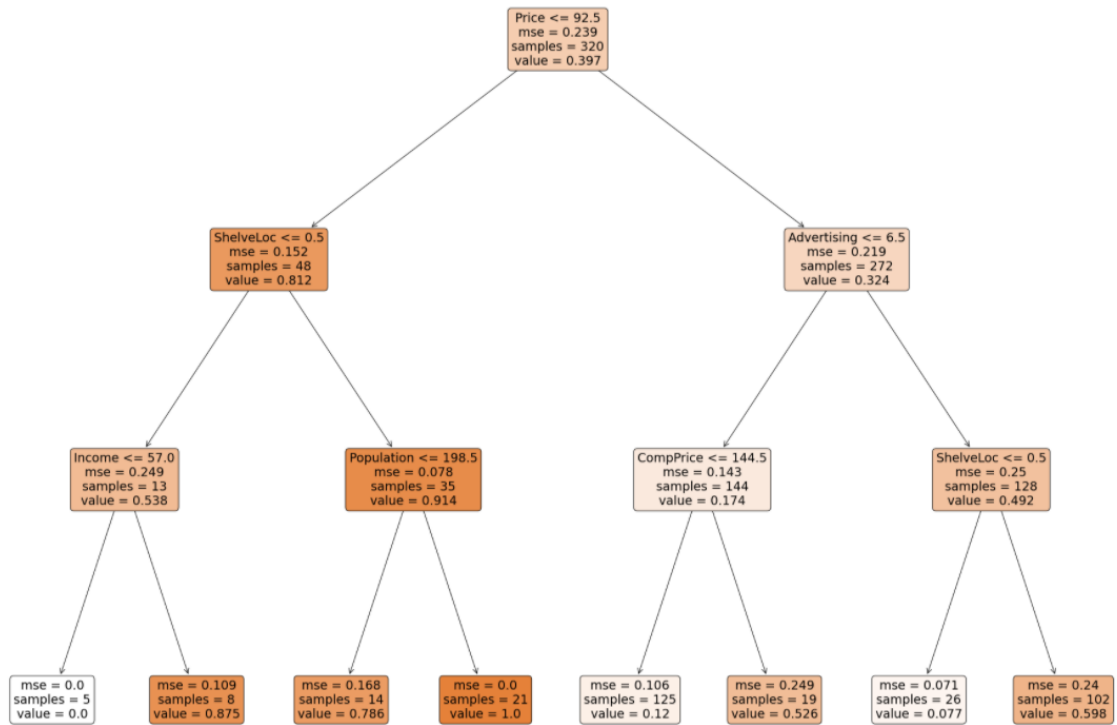 Price <= 92.5
mse = 0.239
samples = 320
value = 0.397
ShelveLoc <= 0.5
mse = 0.152
samples = 48
value = 0.812
Advertising <= 6.5
mse = 0.219
samples = 272
value = 0.324
Income <= 57.0
mse = 0.249
samples = 13
value = 0.538
Population <= 198.5
mse = 0.078
samples = 35
value = 0.914
CompPrice <= 144.5
mse = 0.143
samples = 144
value = 0.174
ShelveLoc <= 0.5
mse = 0.25
samples = 128
value = 0.492
mse = 0.0
samples = 5
value = 0.0
mse = 0.109
samples = 8
value = 0.875
mse = 0.168
samples = 14
value = 0.786
mse = 0.0
samples = 21
value = 1.0
mse = 0.106
samples = 125
value = 0.12
mse = 0.249
samples = 19
value = 0.526
mse = 0.071
samples = 26
value = 0.077
mse = 0.24
samples = 102
value = 0.598